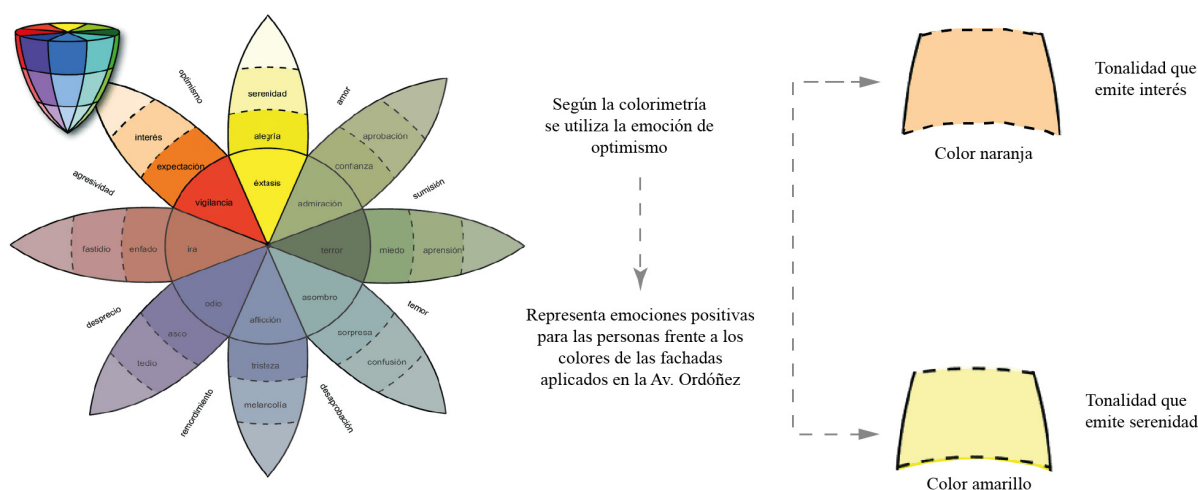 optimismo
serenidad
amor
alegría
aprobación
interés
confianza
expectación
agresividad
éxtasis
sumisión
vigilancia
admiración
fastidio
enfado
ira
terror
miedo
aprensión
odio
asombro
desprecio
asco
aflicción
sorpresa
temor
tedio
tristeza
confusión
melancolía
remordimiento
desaprobación
Según la colorimetría
se utiliza la emoción de
optimismo
Representa emociones positivas
para las personas frente a los
colores de las fachadas
aplicados en la Av. Ordóñez
Tonalidad que
emite interés
Color naranja
Tonalidad que
emite serenidad
Color amarillo